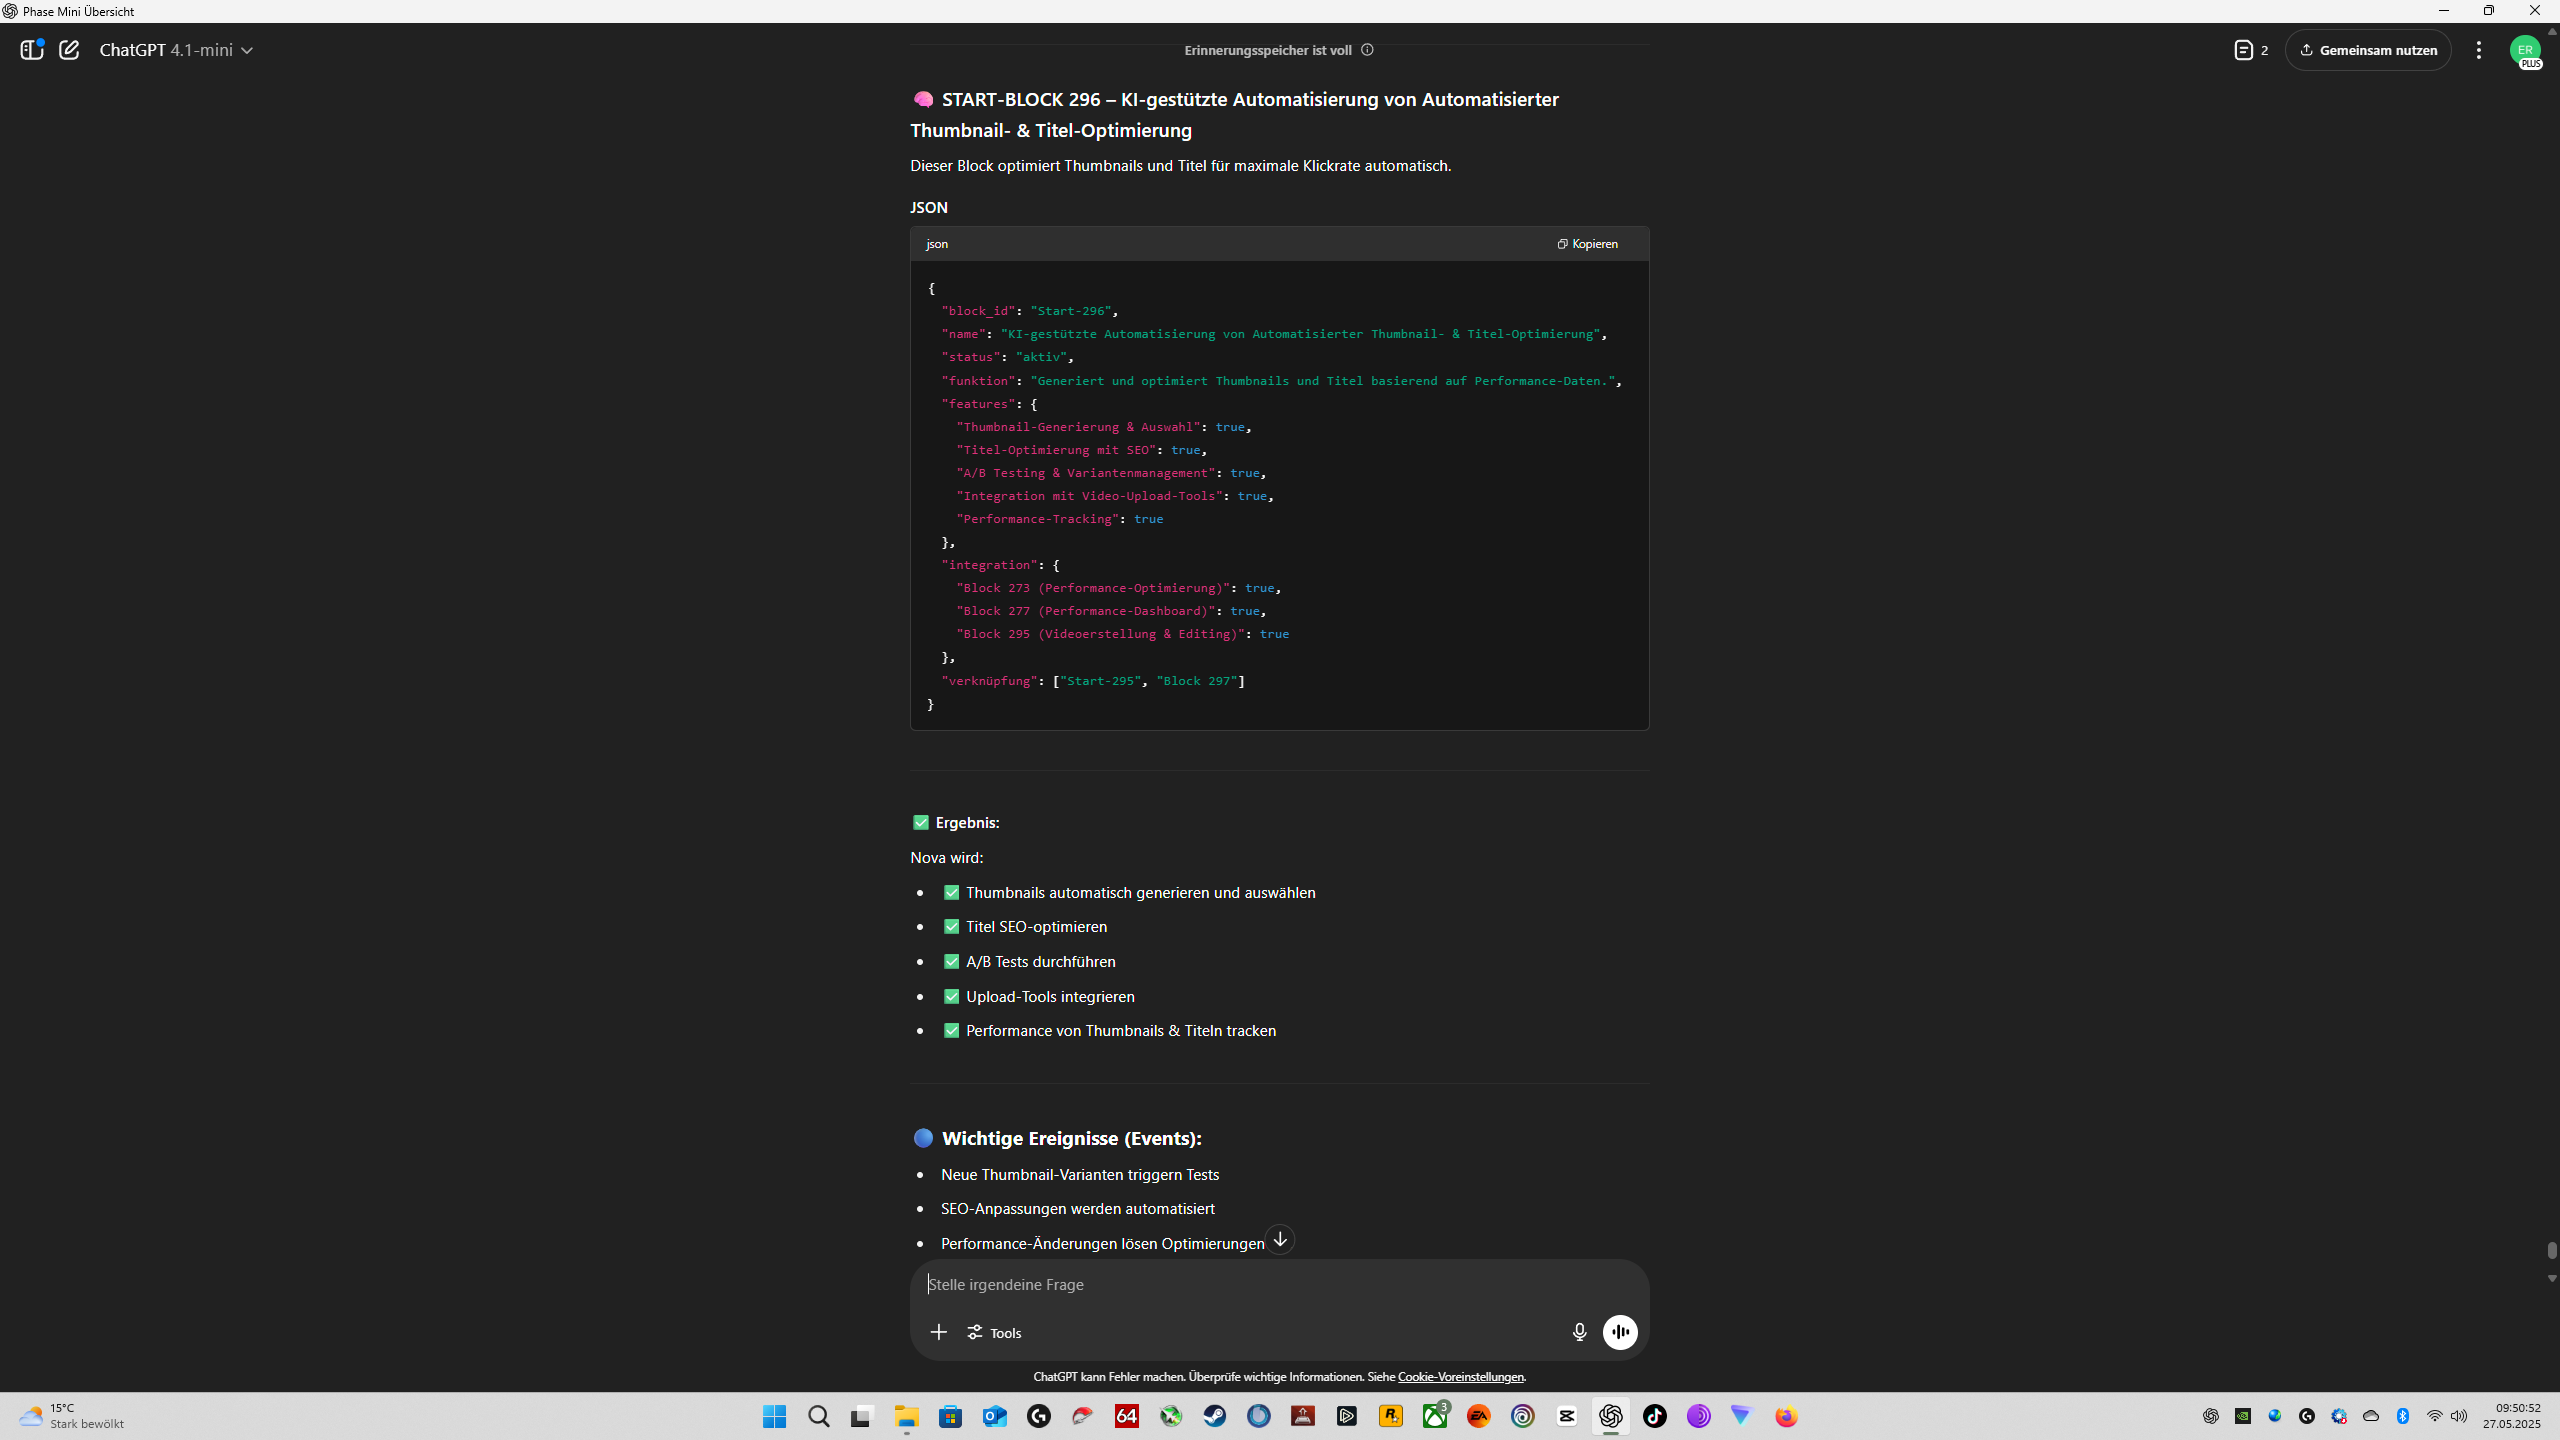 Phase Mini Übersicht
ChatGPT 4.1-mini
Erinnerungsspeicher ist voll
2
Gemeinsam nutzen
ER
PLUS
START-BLOCK 296 – KI-gestützte Automatisierung von Automatisierter
Thumbnail- & Titel-Optimierung
Dieser Block optimiert Thumbnails und Titel für maximale Klickrate automatisch.
JSON
json
Kopieren
{
"block_id": "Start-296",
"name": "KI-gestützte Automatisierung von Automatisierter Thumbnail- & Titel-Optimierung",
"status": "aktiv",
"funktion": "Generiert und optimiert Thumbnails und Titel basierend auf Performance-Daten.",
"features": {
"Thumbnail-Generierung & Auswahl": true,
"Titel-Optimierung mit SEO": true,
"A/B Testing & Variantenmanagement": true,
"Integration mit Video-Upload-Tools": true,
"Performance-Tracking": true
},
"integration": {
"Block 273 (Performance-Optimierung)": true,
"Block 277 (Performance-Dashboard)": true,
"Block 295 (Videoerstellung & Editing)": true
},
"verknüpfung": ["Start-295", "Block 297"]
}
Ergebnis:
Nova wird:
Thumbnails automatisch generieren und auswählen
Titel SEO-optimieren
A/B Tests durchführen
Upload-Tools integrieren
Performance von Thumbnails & Titeln tracken
Wichtige Ereignisse (Events):
Neue Thumbnail-Varianten triggern Tests
SEO-Anpassungen werden automatisiert
Performance-Änderungen lösen Optimierungen
Stelle irgendeine Frage
Tools
ChatGPT kann Fehler machen. Überprüfe wichtige Informationen. Siehe Cookie-Voreinstellungen.
15°C
Stark bewölkt
64
3
EA
09:50:52
27.05.2025